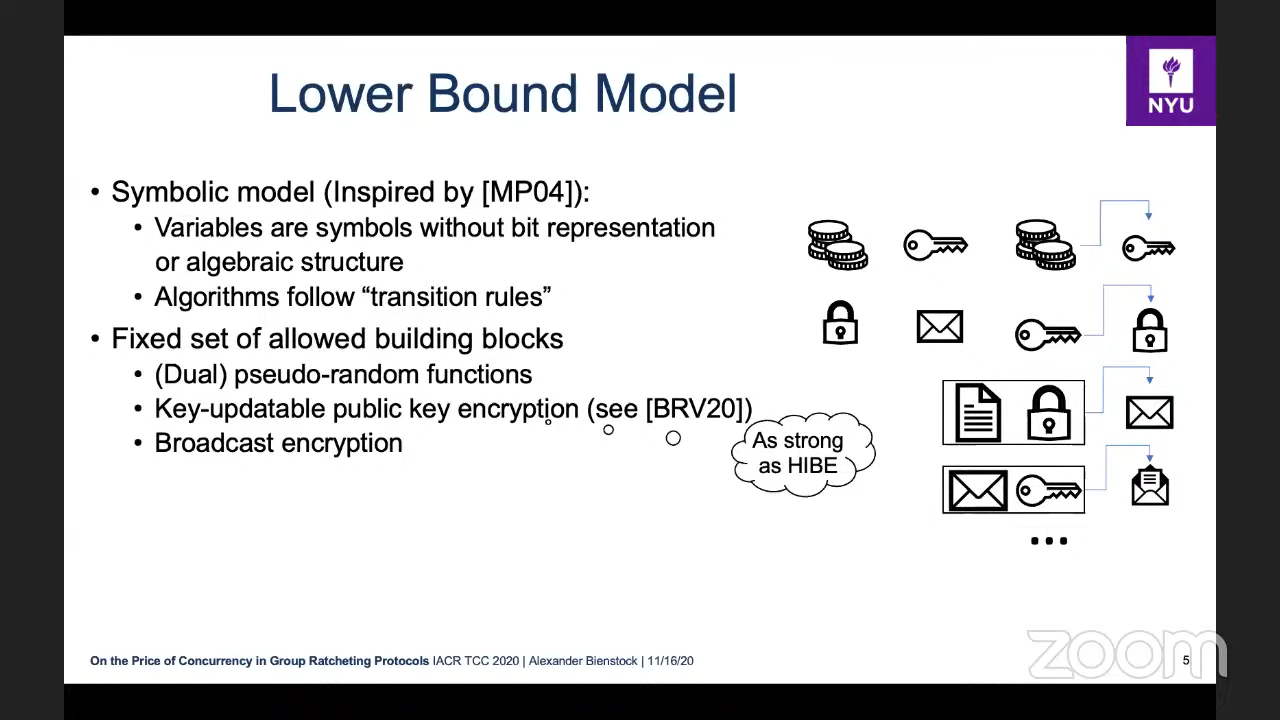 Lower Bound Model
NYU
• Symbolic model (Inspired by [MP04]):
• Variables are symbols without bit representation
or algebraic structure
• Algorithms follow “transition rules”
• Fixed set of allowed building blocks
• (Dual) pseudo-random functions
• Key-updatable public key encryption (see [BRV20])
• Broadcast encryption
As strong
as HIBE
...
On the Price of Concurrency in Group Ratcheting Protocols IACR TCC 2020 | Alexander Bienstock | 11/16/20
5
zoom